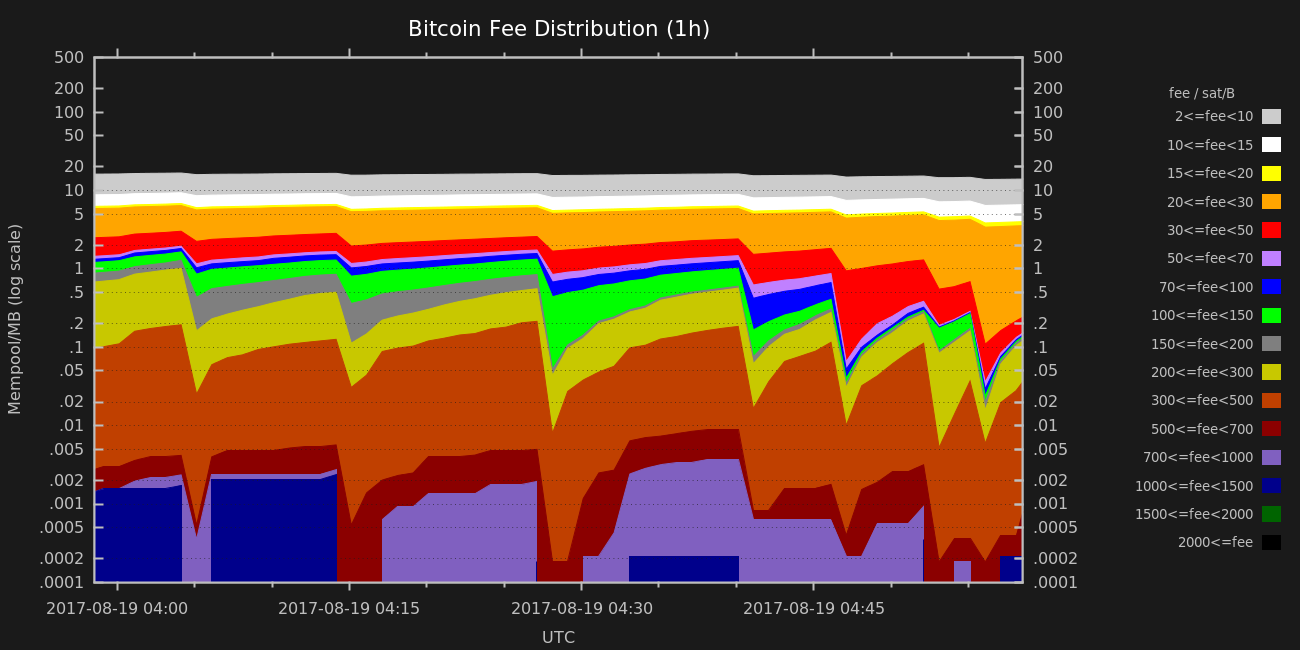 Bitcoin Fee Distribution (1h)
500 500
200 200
100 100
50 50
20 20
10 10
5 5
2 2
1 1
.5 .5
.2 .2
.1 .1
.05 .05
.02 .02
.01 .01
.005 .005
.002 .002
.001 .001
.0005 .0005
.0002 .0002
.0001 .0001
Mempool/MB (log scale)
2017-08-19 04:00 2017-08-19 04:15 2017-08-19 04:30 2017-08-19 04:45
UTC
fee / sat/B
2<=fee<10
10<=fee<15
15<=fee<20
20<=fee<30
30<=fee<50
50<=fee<70
70<=fee<100
100<=fee<150
150<=fee<200
200<=fee<300
300<=fee<500
500<=fee<700
700<=fee<1000
1000<=fee<1500
1500<=fee<2000
2000<=fee